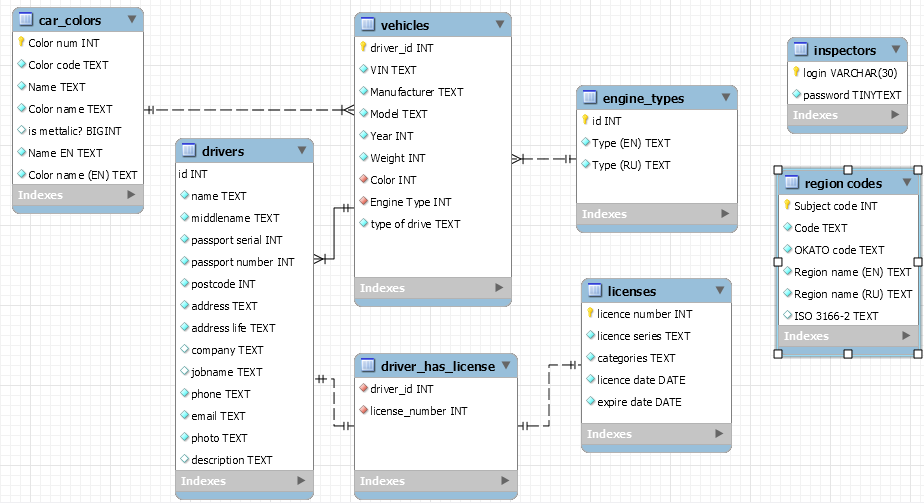 car_colors
Color num INT
Color code TEXT
Name TEXT
Color name TEXT
is mettalic? BIGINT
Name EN TEXT
Color name (EN) TEXT
Indexes
drivers
id INT
name TEXT
middlename TEXT
passport serial INT
passport number INT
postcode INT
address TEXT
address life TEXT
company TEXT
jobname TEXT
phone TEXT
email TEXT
photo TEXT
description TEXT
Indexes
vehicles
driver_id INT
VIN TEXT
Manufacturer TEXT
Model TEXT
Year INT
Weight INT
Color INT
Engine Type INT
type of drive TEXT
Indexes
driver_has_license
driver_id INT
license_number INT
Indexes
engine_types
id INT
Type (EN) TEXT
Type (RU) TEXT
Indexes
licenses
licence number INT
licence series TEXT
categories TEXT
licence date DATE
expire date DATE
Indexes
inspectors
login VARCHAR(30)
password TINYTEXT
Indexes
region codes
Subject code INT
Code TEXT
OKATO code TEXT
Region name (EN) TEXT
Region name (RU) TEXT
ISO 3166-2 TEXT
Indexes